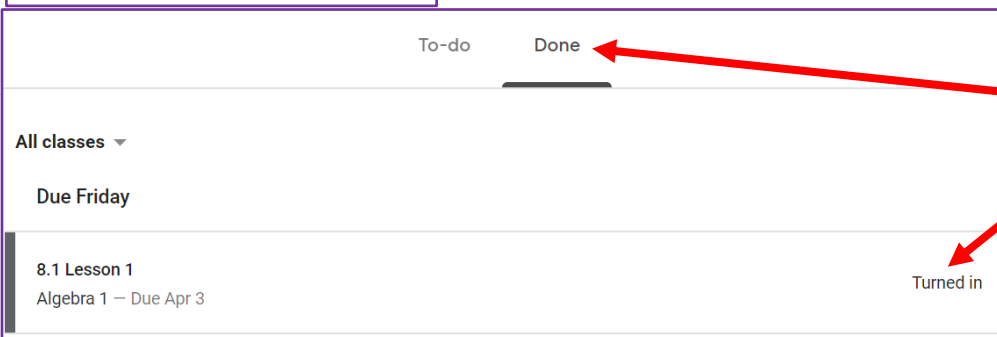 To-do Done
All classes
Due Friday
8.1 Lesson 1
Algebra 1 — Due Apr 3
Turned in